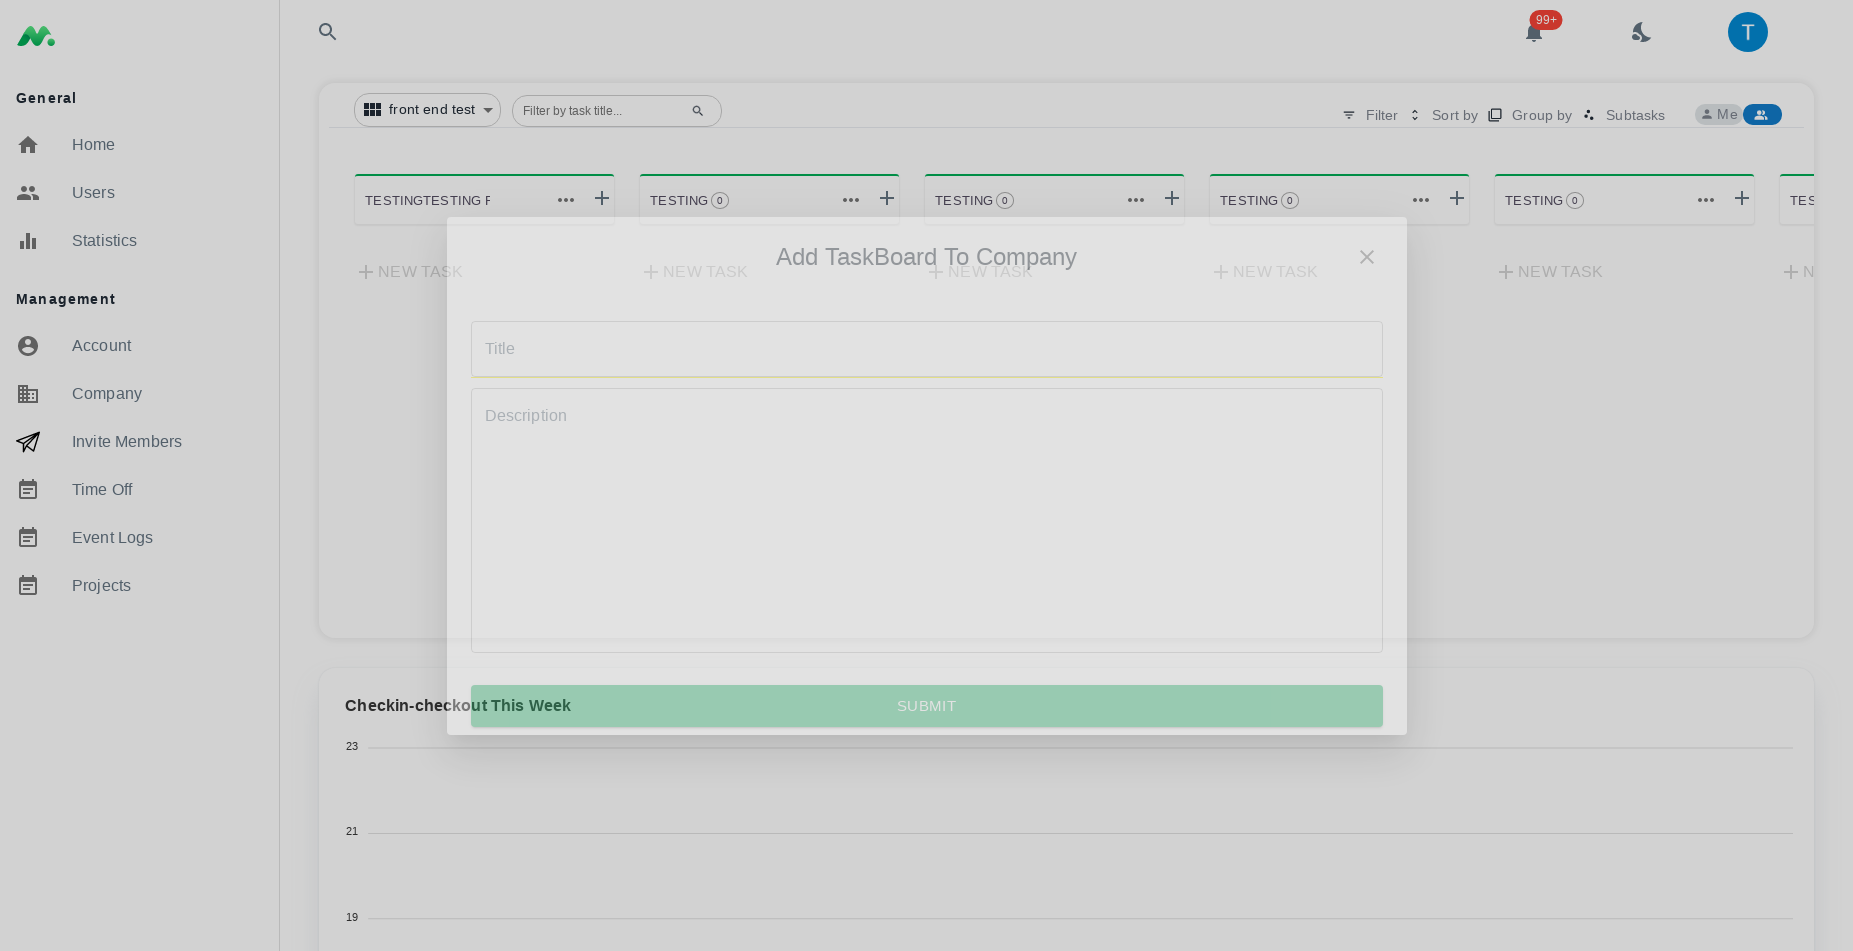 99+
T
General
Home
Users
Statistics
Management
Account
Company
Invite Members
Time Off
Event Logs
Projects
front end test
Filter by task title...
Filter
Sort by
Group by
Subtasks
Me
TESTINGTESTING
TESTING 0
TESTING 0
TESTING 0
TESTING 0
TES
NEW TASK
NEW TASK
NEW TASK
NEW TASK
NEW TASK
N
Add TaskBoard To Company
Title
Description
SUBMIT
Checkin-checkout This Week
23
21
19